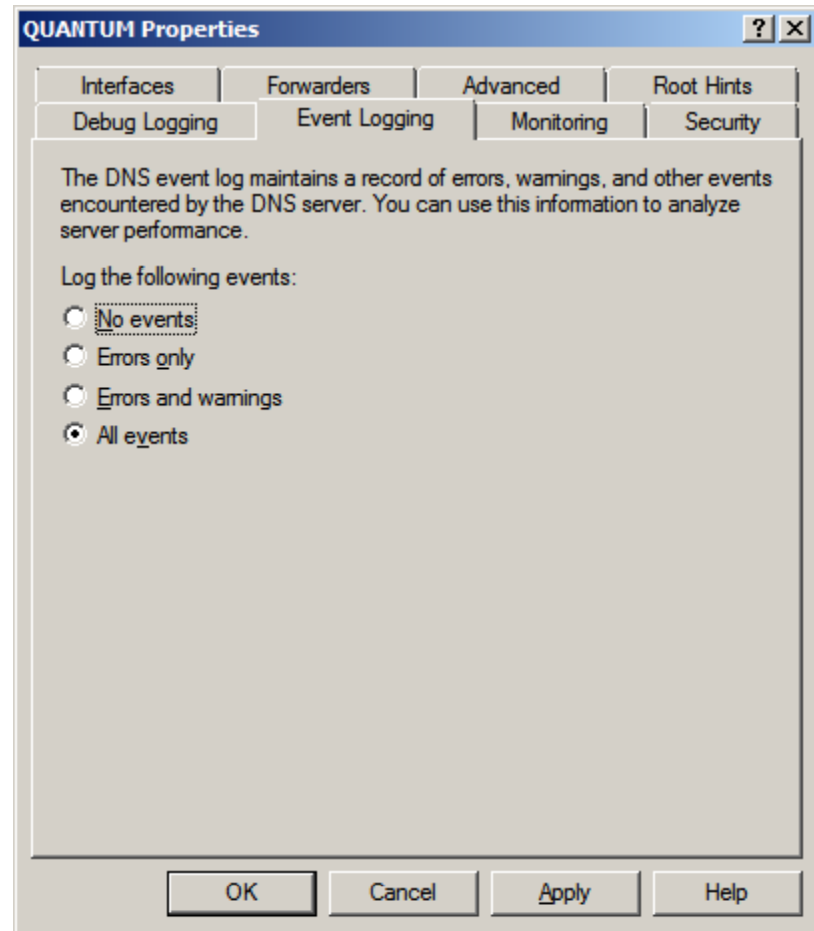 QUANTUM Properties
Interfaces
Forwarders
Advanced
Root Hints
Debug Logging
Event Logging
Monitoring
Security
The DNS event log maintains a record of errors, warnings, and other events
encountered by the DNS server. You can use this information to analyze
server performance.
Log the following events:
No events
Errors only
Errors and warnings
All events
OK
Cancel
Apply
Help